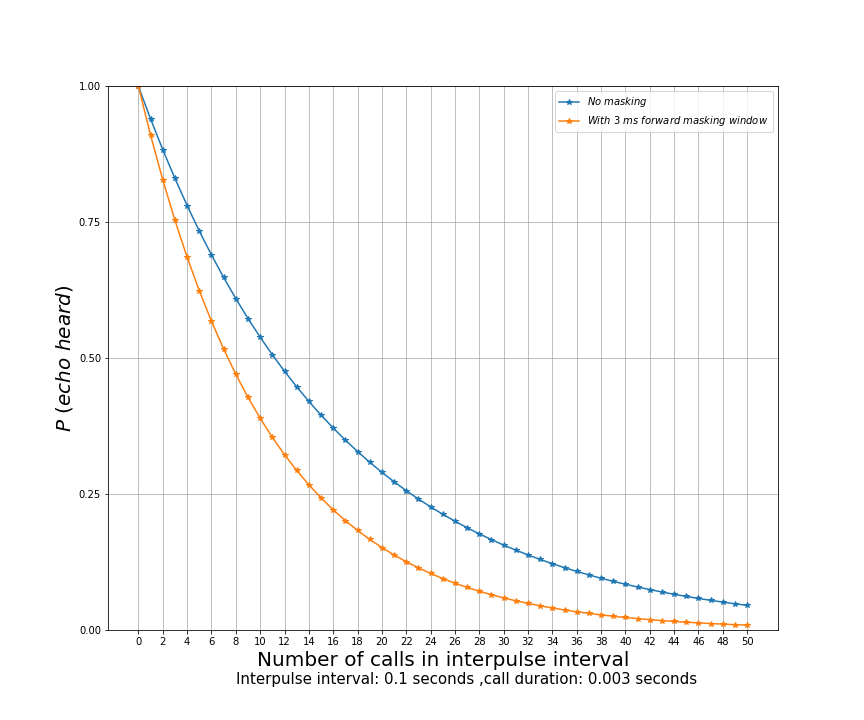 No masking
With 3 ms forward masking window
1.00
0.75
0.50
0.25
0.00
P (echo heard)
0 2 4 6 8 10 12 14 16 18 20 22 24 26 28 30 32 34 36 38 40 42 44 46 48 50
Number of calls in interpulse interval
Interpulse interval: 0.1 seconds ,call duration: 0.003 seconds